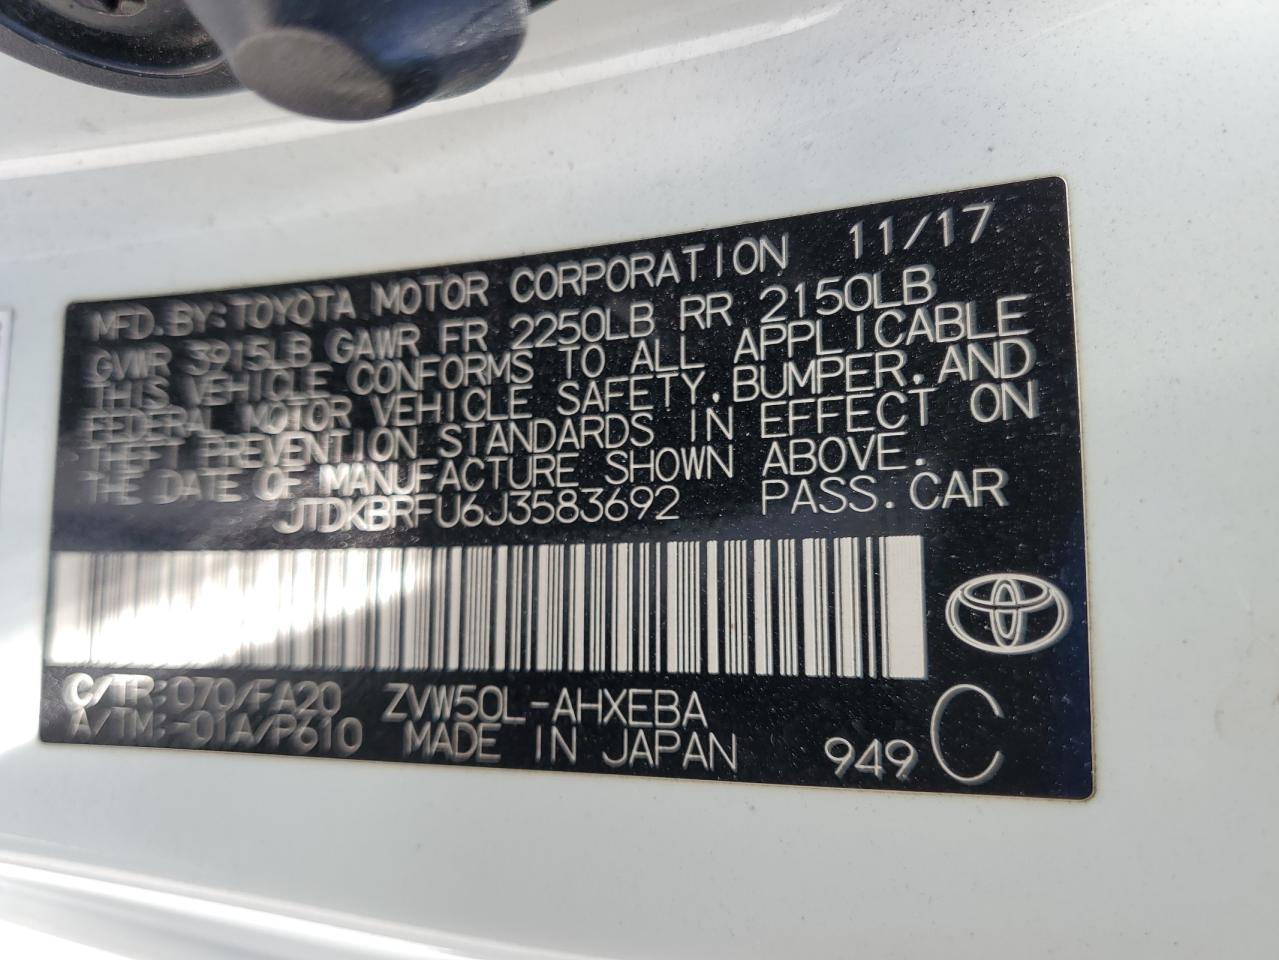 MFD.BY:TOYOTA MOTOR CORPORATION 11/17
GVWR 3915LB GAWR FR 2250LB RR 2150LB
THIS VEHICLE CONFORMS TO ALL APPLICABLE
FEDERAL MOTOR VEHICLE SAFETY,BUMPER,AND
THEFT PREVENTION STANDARDS IN EFFECT ON
THE DATE OF MANUFACTURE SHOWN ABOVE.
JTDKBRFU6J3583692 PASS.CAR
C/TR:070/FA20 ZVW50L-AHXEBA
A/TM:-01A/P610 MADE IN JAPAN 949 C